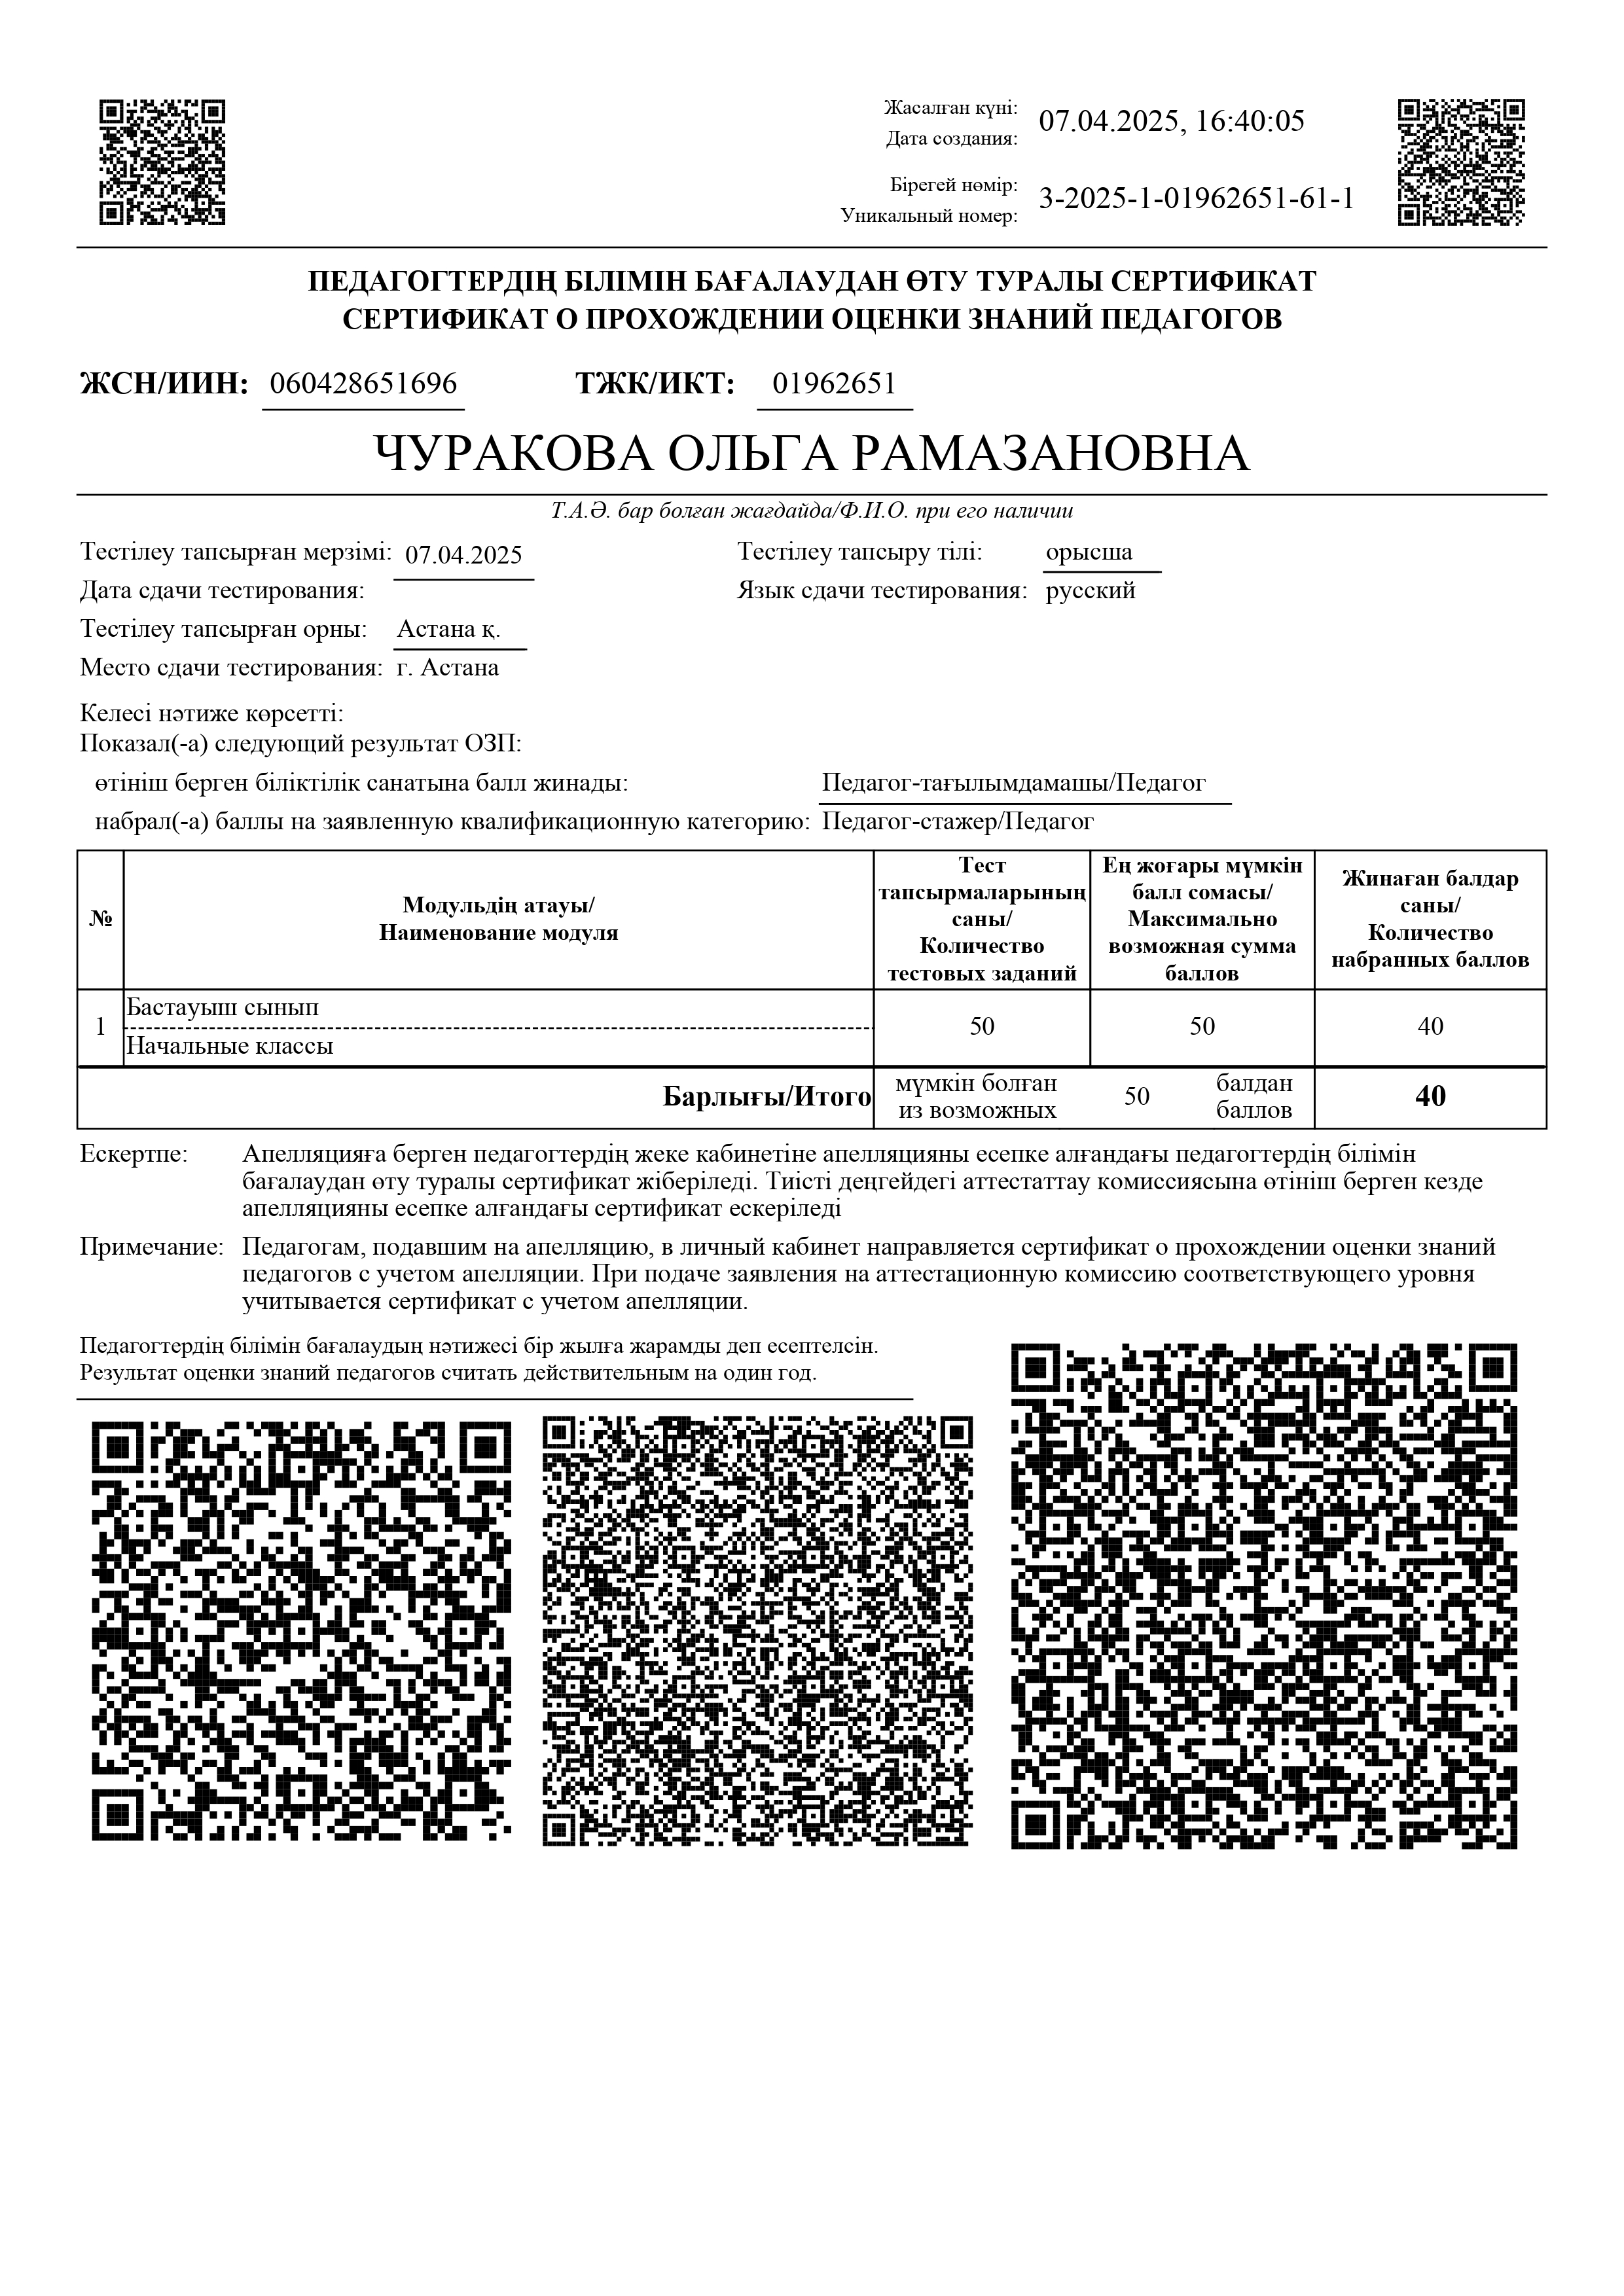 Жасалған күні:
Дата создания:
07.04.2025, 16:40:05
Бірегей нөмір:
Уникальный номер:
3-2025-1-01962651-61-1
ПЕДАГОГТЕРДІҢ БІЛІМІН БАҒАЛАУДАН ӨТУ ТУРАЛЫ СЕРТИФИКАТ
СЕРТИФИКАТ О ПРОХОЖДЕНИИ ОЦЕНКИ ЗНАНИЙ ПЕДАГОГОВ
ЖСН/ИИН: 060428651696 ТЖК/ИКТ: 01962651
ЧУРАКОВА ОЛЬГА РАМАЗАНОВНА
Т.А.Ә. бар болған жағдайда/Ф.И.О. при его наличии
Тестілеу тапсырған мерзімі: 07.04.2025 Тестілеу тапсыру тілі: орысша
Дата сдачи тестирования: Язык сдачи тестирования: русский
Тестілеу тапсырған орны: Астана қ.
Место сдачи тестирования: г. Астана
Келесі нәтиже көрсетті:
Показал(-а) следующий результат ОЗП:
өтініш берген біліктілік санатына балл жинады: Педагог-тағылымдамашы/Педагог
набрал(-а) баллы на заявленную квалификационную категорию: Педагог-стажер/Педагог
№
Модульдің атауы/
Наименование модуля
Тест
тапсырмаларының
саны/
Количество
тестовых заданий
Ең жоғары мүмкін
балл сомасы/
Максимально
возможная сумма
баллов
Жинаған балдар
саны/
Количество
набранных баллов
1
Бастауыш сынып
Начальные классы
50
50
40
Барлығы/Итого
мүмкін болған
из возможных
50
балдан
баллов
40
Ескертпе: Апелляцияға берген педагогтердің жеке кабинетіне апелляцияны есепке алғандағы педагогтердің білімін
бағалаудан өту туралы сертификат жіберіледі. Тиісті деңгейдегі аттестаттау комиссиясына өтініш берген кезде
апелляцияны есепке алғандағы сертификат ескеріледі
Примечание: Педагогам, подавшим на апелляцию, в личный кабинет направляется сертификат о прохождении оценки знаний
педагогов с учетом апелляции. При подаче заявления на аттестационную комиссию соответствующего уровня
учитывается сертификат с учетом апелляции.
Педагогтердің білімін бағалаудың нәтижесі бір жылға жарамды деп есептелсін.
Результат оценки знаний педагогов считать действительным на один год.